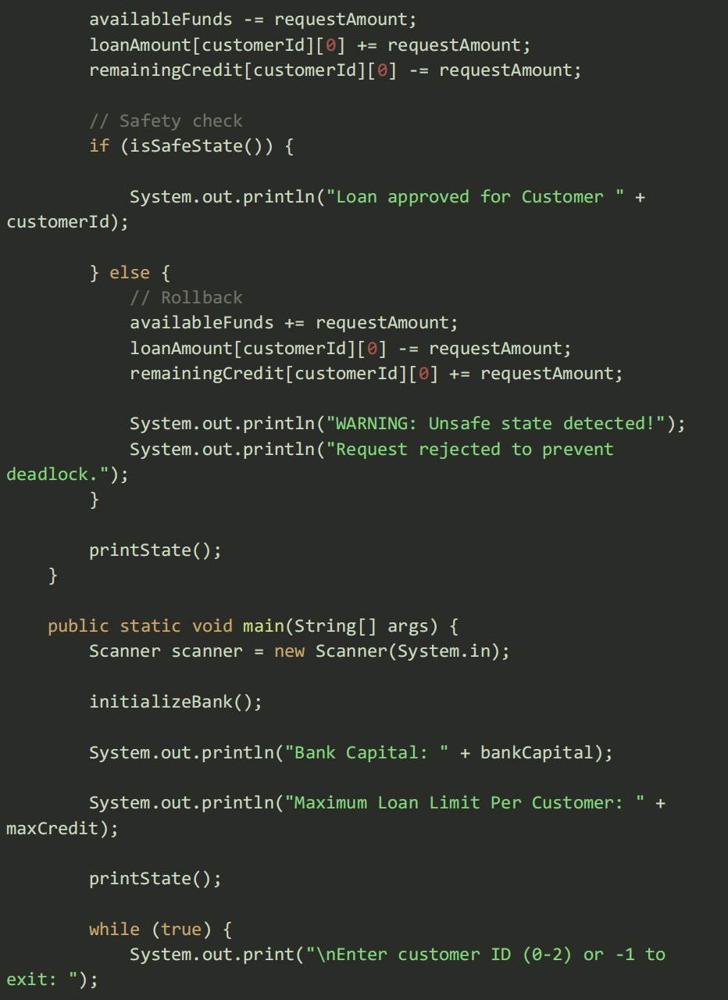 availableFunds -= requestAmount;
        loanAmount[customerId][0] += requestAmount;
        remainingCredit[customerId][0] -= requestAmount;

        // Safety check
        if (isSafeState()) {

            System.out.println("Loan approved for Customer " +
customerId);

        } else {
            // Rollback
            availableFunds += requestAmount;
            loanAmount[customerId][0] -= requestAmount;
            remainingCredit[customerId][0] += requestAmount;

            System.out.println("WARNING: Unsafe state detected!");
            System.out.println("Request rejected to prevent
deadlock.");
        }

        printState();
    }

    public static void main(String[] args) {
        Scanner scanner = new Scanner(System.in);

        initializeBank();

        System.out.println("Bank Capital: " + bankCapital);

        System.out.println("Maximum Loan Limit Per Customer: " +
maxCredit);

        printState();

        while (true) {
            System.out.print("\nEnter customer ID (0-2) or -1 to
exit: ");